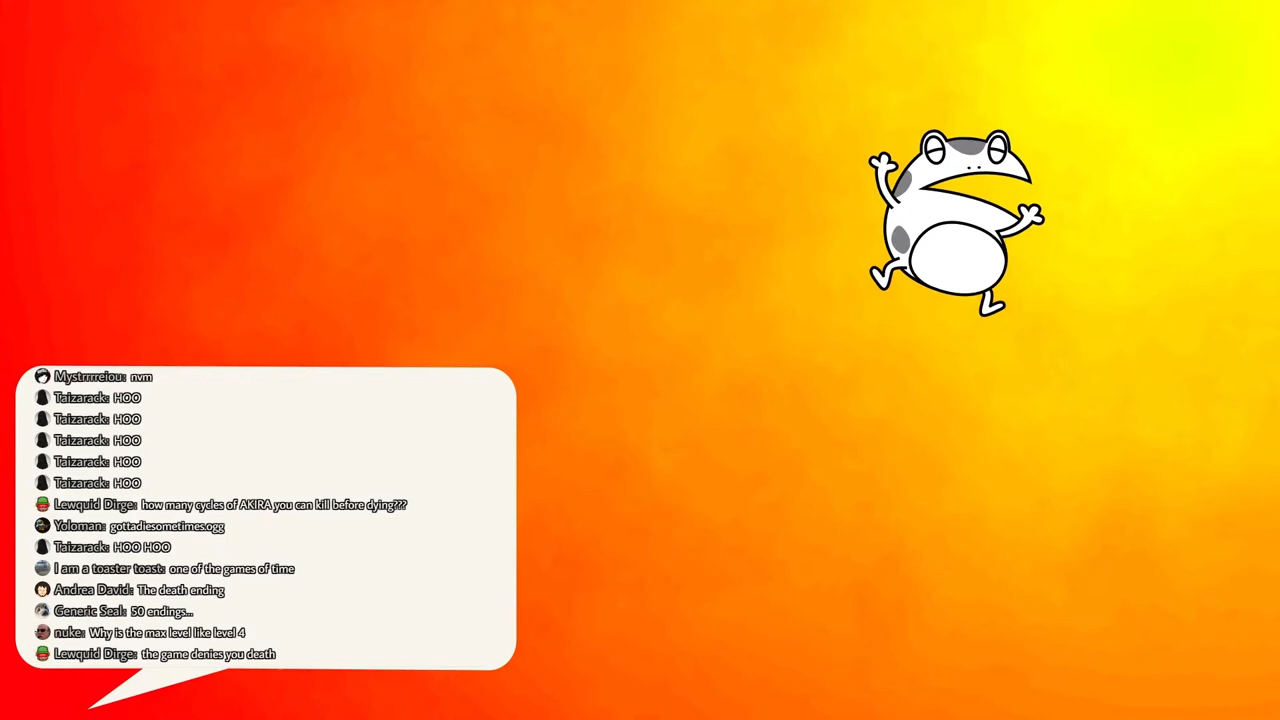 Mystrrrreiou: nvm
Taizarack: HOO
Taizarack: HOO
Taizarack: HOO
Taizarack: HOO
Taizarack: HOO
Lewquid Dirge: how many cycles of AKIRA you can kill before dying???
Yoloman: gottadiesometimes.ogg
Taizarack: HOO HOO
I am a toaster toast: one of the games of time
Andrea David: The death ending
Generic Seal: 50 endings...
nuke: Why is the max level like level 4
Lewquid Dirge: the game denies you death